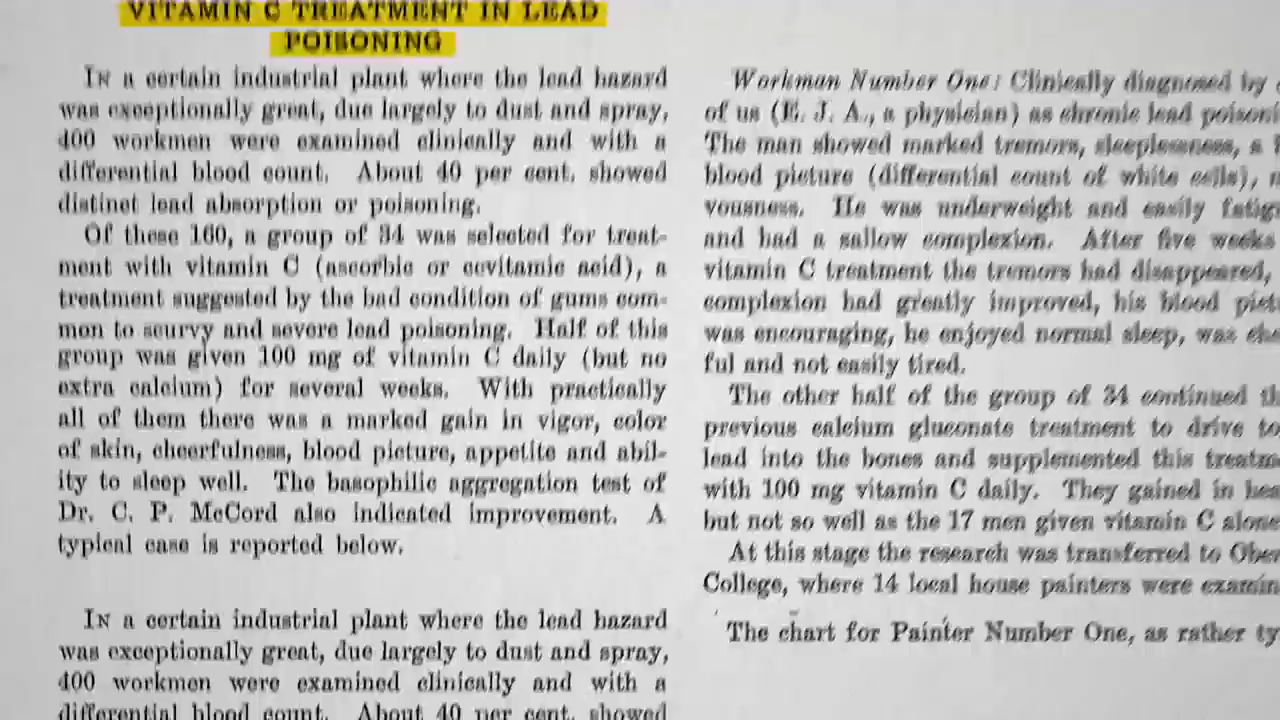 VITAMIN C TREATMENT IN LEAD
POISONING
In a certain industrial plant where the lead hazard
was exceptionally great, due largely to dust and spray,
400 workmen were examined clinically and with a
differential blood count. About 40 per cent. showed
distinct lead absorption or poisoning.
Of these 160, a group of 34 was selected for treat-
ment with vitamin C (ascorbic or cevitamic acid), a
treatment suggested by the bad condition of gums com-
mon to scurvy and severe lead poisoning. Half of this
group was given 100 mg of vitamin C daily (but no
extra calcium) for several weeks. With practically
all of them there was a marked gain in vigor, color
of skin, cheerfulness, blood picture, appetite and abil-
ity to sleep well. The basophilic aggregation test of
Dr. C. P. McCord also indicated improvement. A
typical case is reported below.
In a certain industrial plant where the lead hazard
was exceptionally great, due largely to dust and spray,
400 workmen were examined clinically and with a
differential blood count. About 40 per cent. showed
Workman Number One: Clinically diagnosed by
of us (E. J. A., a physician) as chronic lead
The man showed marked tremors, sleeplessness, a
blood picture (differential count of white cells),
vousness. He was underweight and easily
and had a sallow complexion. After five weeks
vitamin C treatment the tremors had disappeared,
complexion had greatly improved, his blood
was encouraging, he enjoyed normal sleep, was
ful and not easily tired.
The other half of the group of 34 continued
previous calcium gluconate treatment to drive
lead into the bones and supplemented this
with 100 mg vitamin C daily. They gained in
but not so well as the 17 men given vitamin C alone
At this stage the research was transferred to
College, where 14 local house painters were
The chart for Painter Number One, as rather